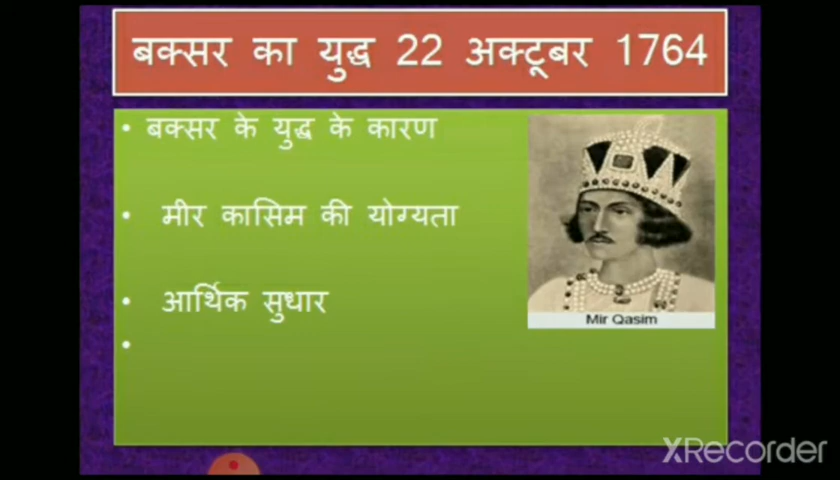 बक्सर का युद्ध 22 अक्टूबर 1764
• बक्सर के युद्ध के कारण
• मीर कासिम की योग्यता
• आर्थिक सुधार
•
Mir Qasim
XRecorder